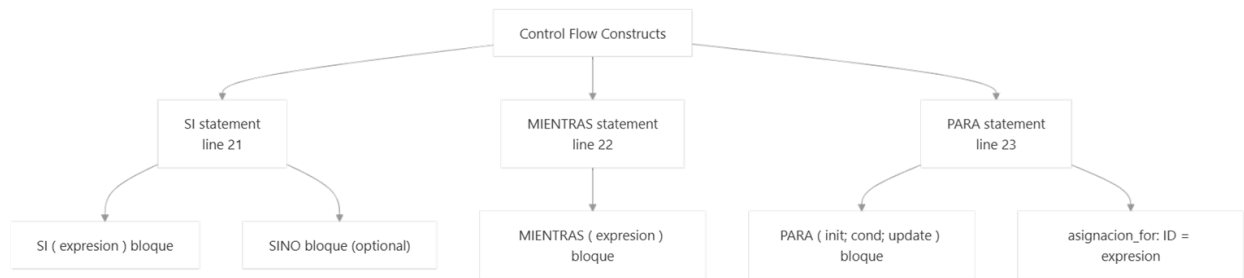 Control Flow Constructs
SI statement
line 21
MIENTRAS statement
line 22
PARA statement
line 23
SI ( expresion ) bloque
SINO bloque (optional)
MIENTRAS ( expresion )
bloque
PARA ( init; cond; update )
bloque
asignacion_for: ID =
expresion